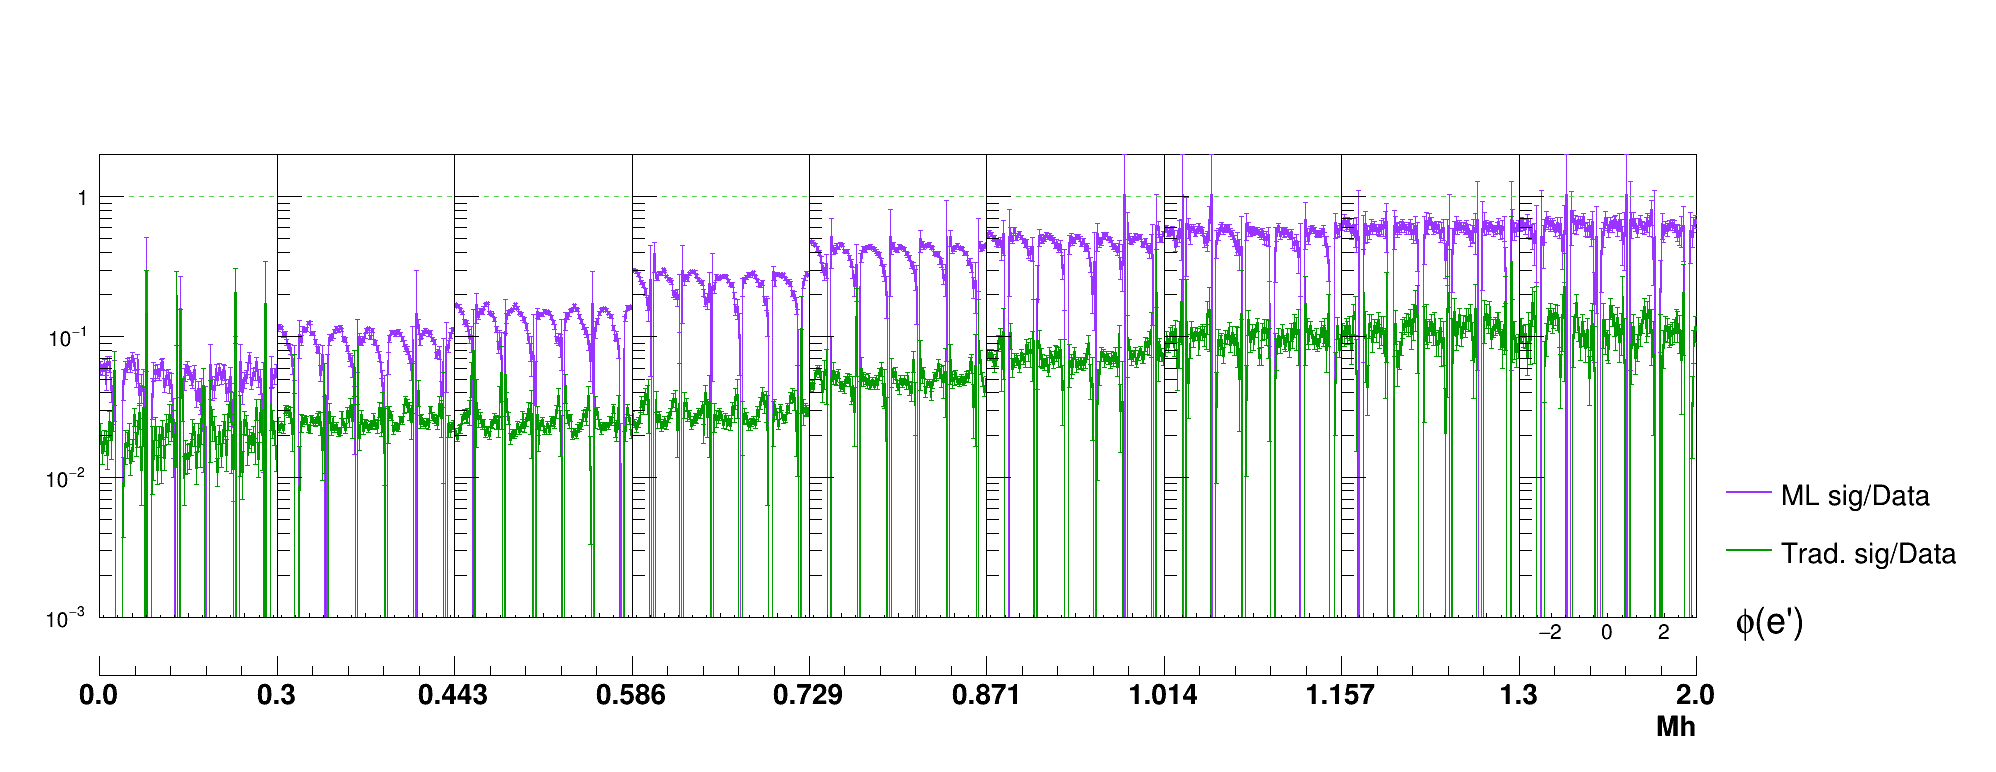 1
10⁻¹
10⁻²
10⁻³
ML sig/Data
Trad. sig/Data
−2 0 2
ϕ(e')
0.0 0.3 0.443 0.586 0.729 0.871 1.014 1.157 1.3 2.0
Mh